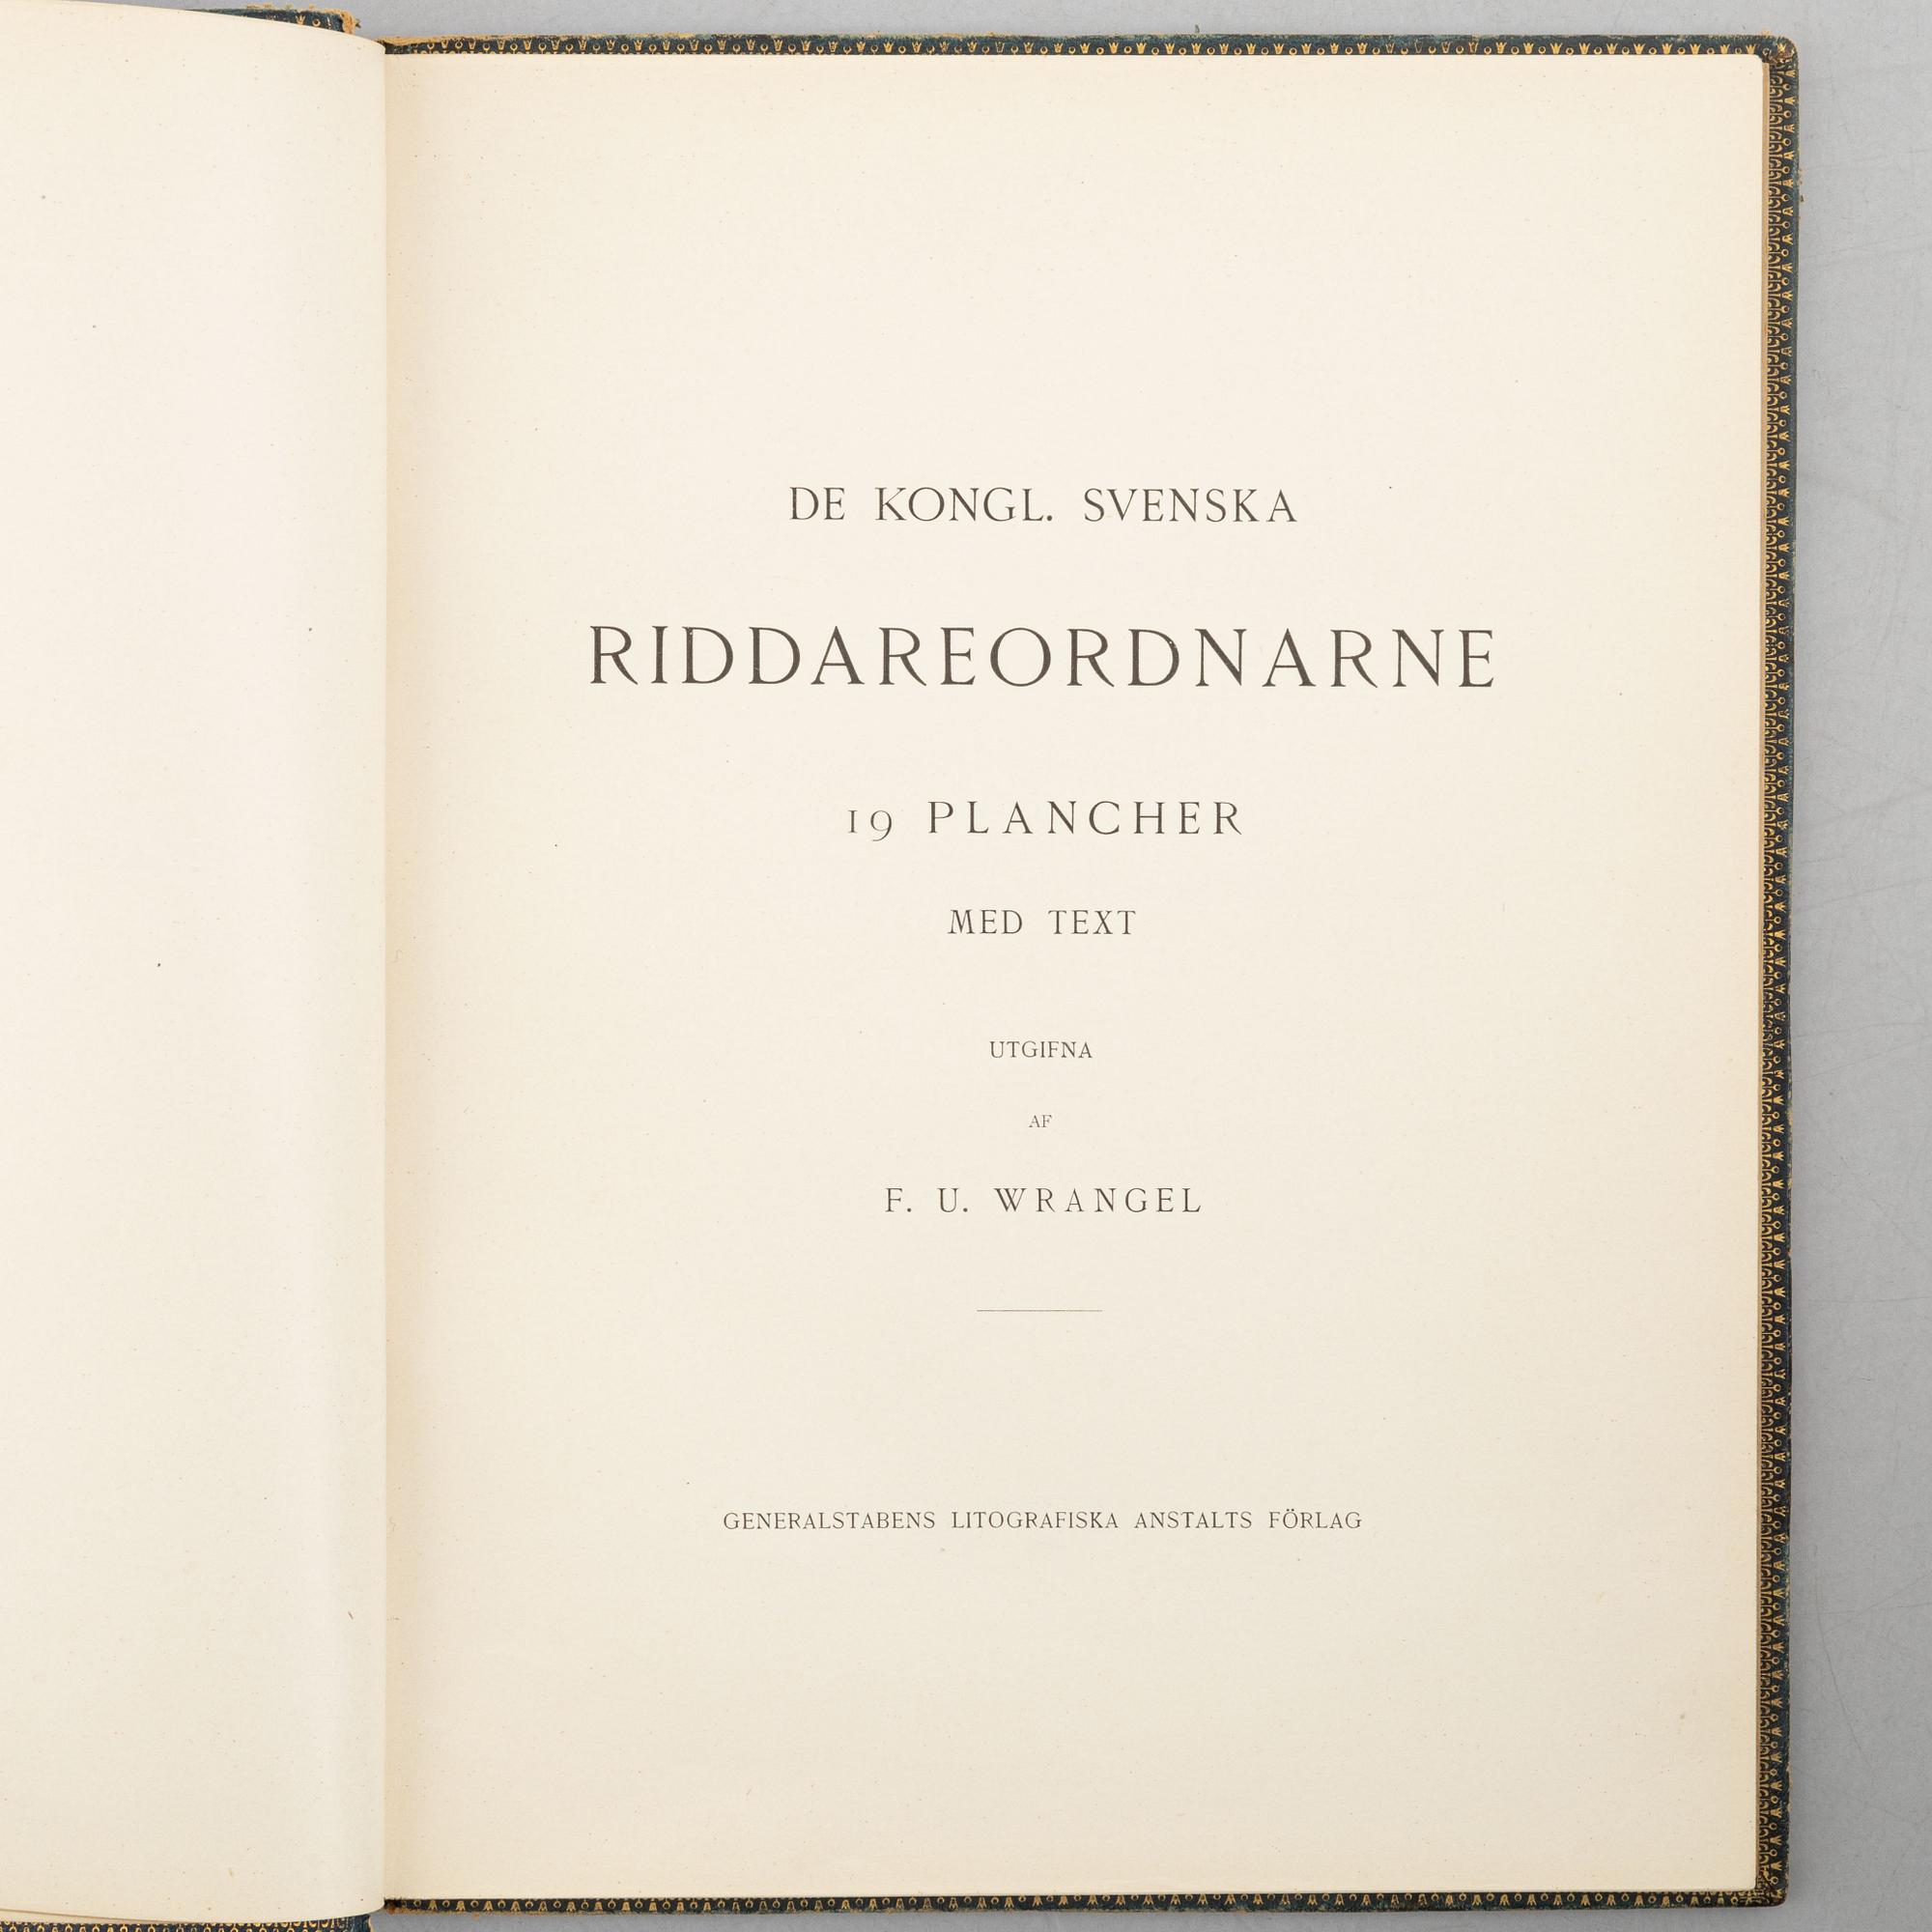 DE KONGL. SVENSKA
RIDDAREORDNARNE
19 PLANCHER
MED TEXT
UTGIFNA
AF
F. U. WRANGEL
GENERALSTABENS LITOGRAFISKA ANSTALTS FÖRLAG